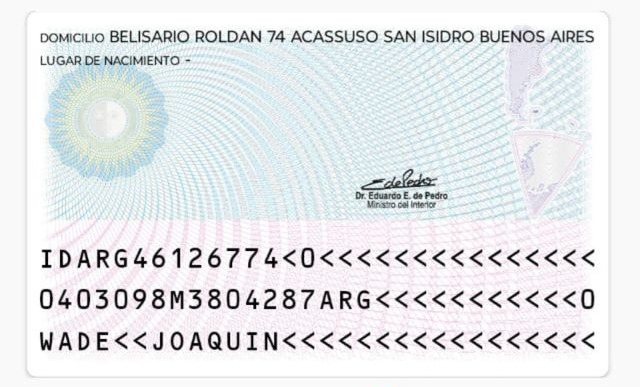 DOMICILIO BELISARIO ROLDAN 74 ACASSUSO SAN ISIDRO BUENOS AIRES
LUGAR DE NACIMIENTO -
Dr. Eduardo E. de Pedro
Ministro del Interior
IDARG46126774<0<<<<<<<<<<<<<<<
0403098M3804287ARG<<<<<<<<<<<0
WADE<<JOAQUIN<<<<<<<<<<<<<<<<<